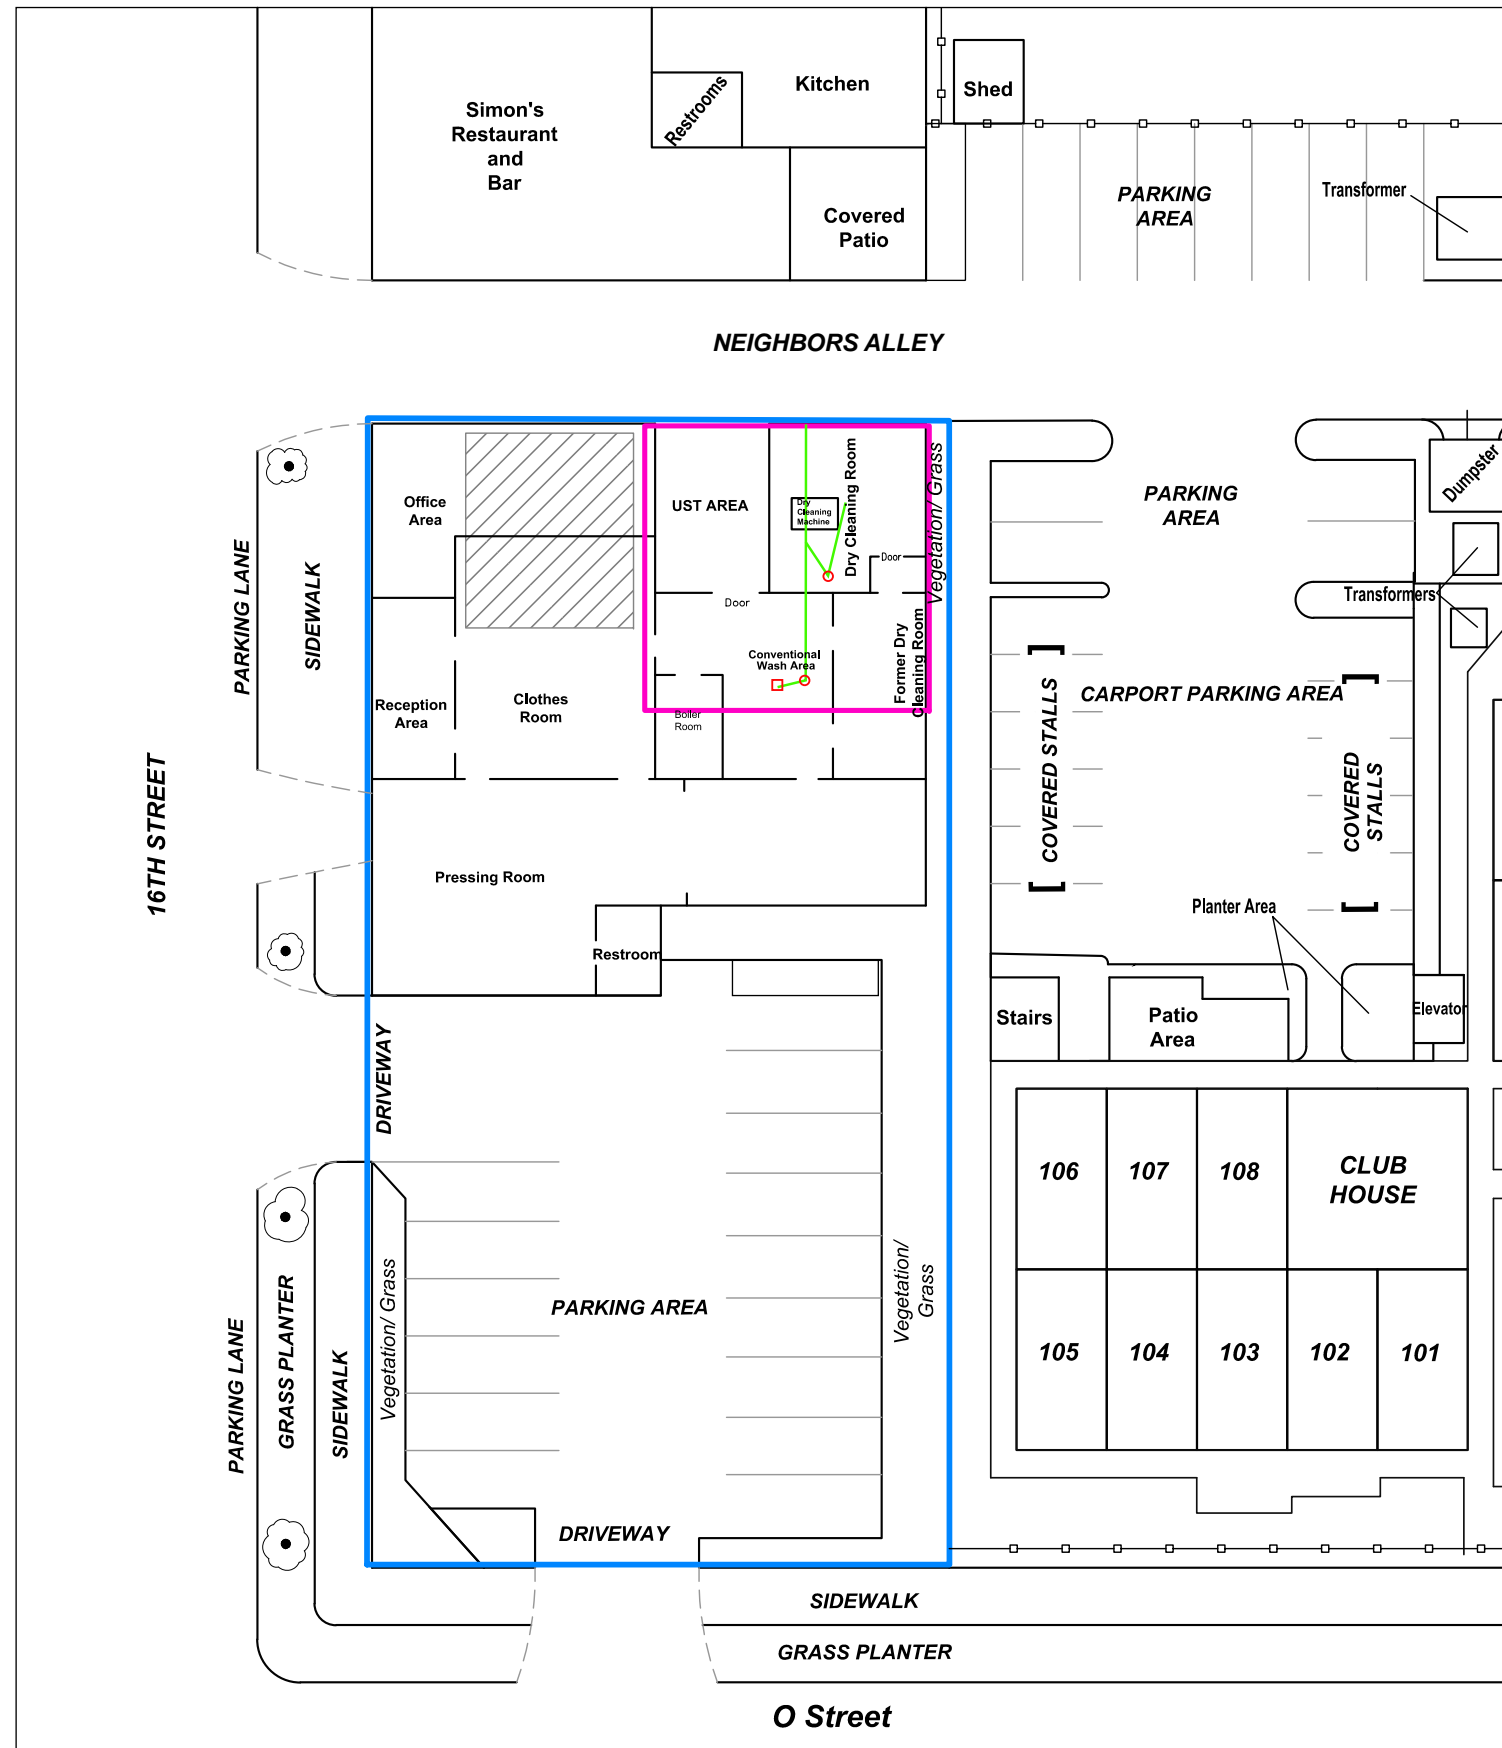 Simon's
Restaurant
and
Bar
Restrooms
Kitchen
Covered
Patio
Shed
PARKING
AREA
Transformer
NEIGHBORS ALLEY
PARKING LANE
SIDEWALK
Office
Area
UST AREA
Dry
Cleaning
Machine
Dry Cleaning Room
Door
Vegetation/ Grass
Door
Conventional
Wash Area
Former Dry
Cleaning Room
Reception
Area
Clothes
Room
Boiler
Room
PARKING
AREA
Dumpster
Transformers
COVERED STALLS
CARPORT PARKING AREA
COVERED
STALLS
16TH STREET
Pressing Room
Restroom
Planter Area
Stairs
Patio
Area
Elevator
DRIVEWAY
106
107
108
CLUB
HOUSE
105
104
103
102
101
PARKING LANE
GRASS PLANTER
SIDEWALK
Vegetation/ Grass
PARKING AREA
Vegetation/
Grass
DRIVEWAY
SIDEWALK
GRASS PLANTER
O Street